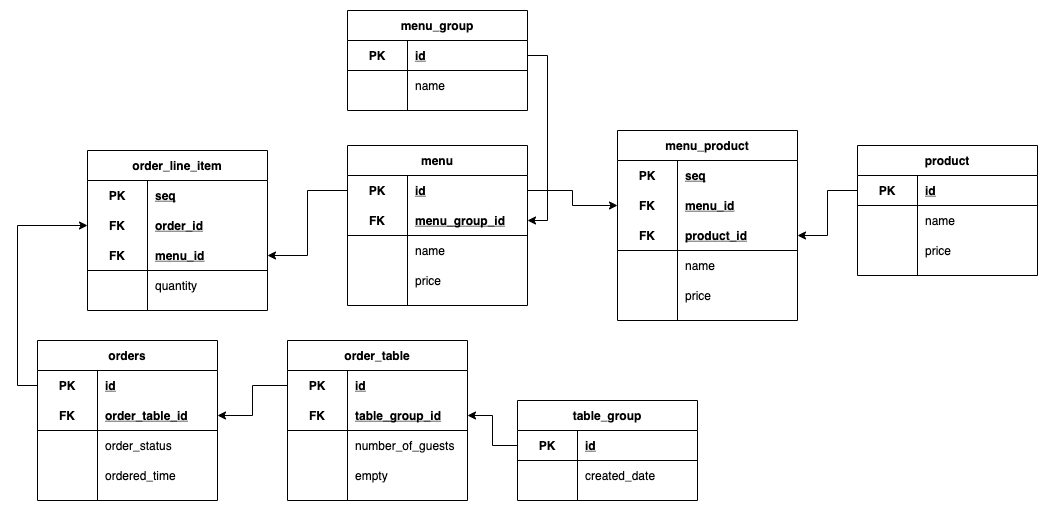 menu_group
PK id
name
order_line_item
PK seq
FK order_id
FK menu_id
quantity
menu
PK id
FK menu_group_id
name
price
menu_product
PK seq
FK menu_id
FK product_id
name
price
product
PK id
name
price
orders
PK id
FK order_table_id
order_status
ordered_time
order_table
PK id
FK table_group_id
number_of_guests
empty
table_group
PK id
created_date